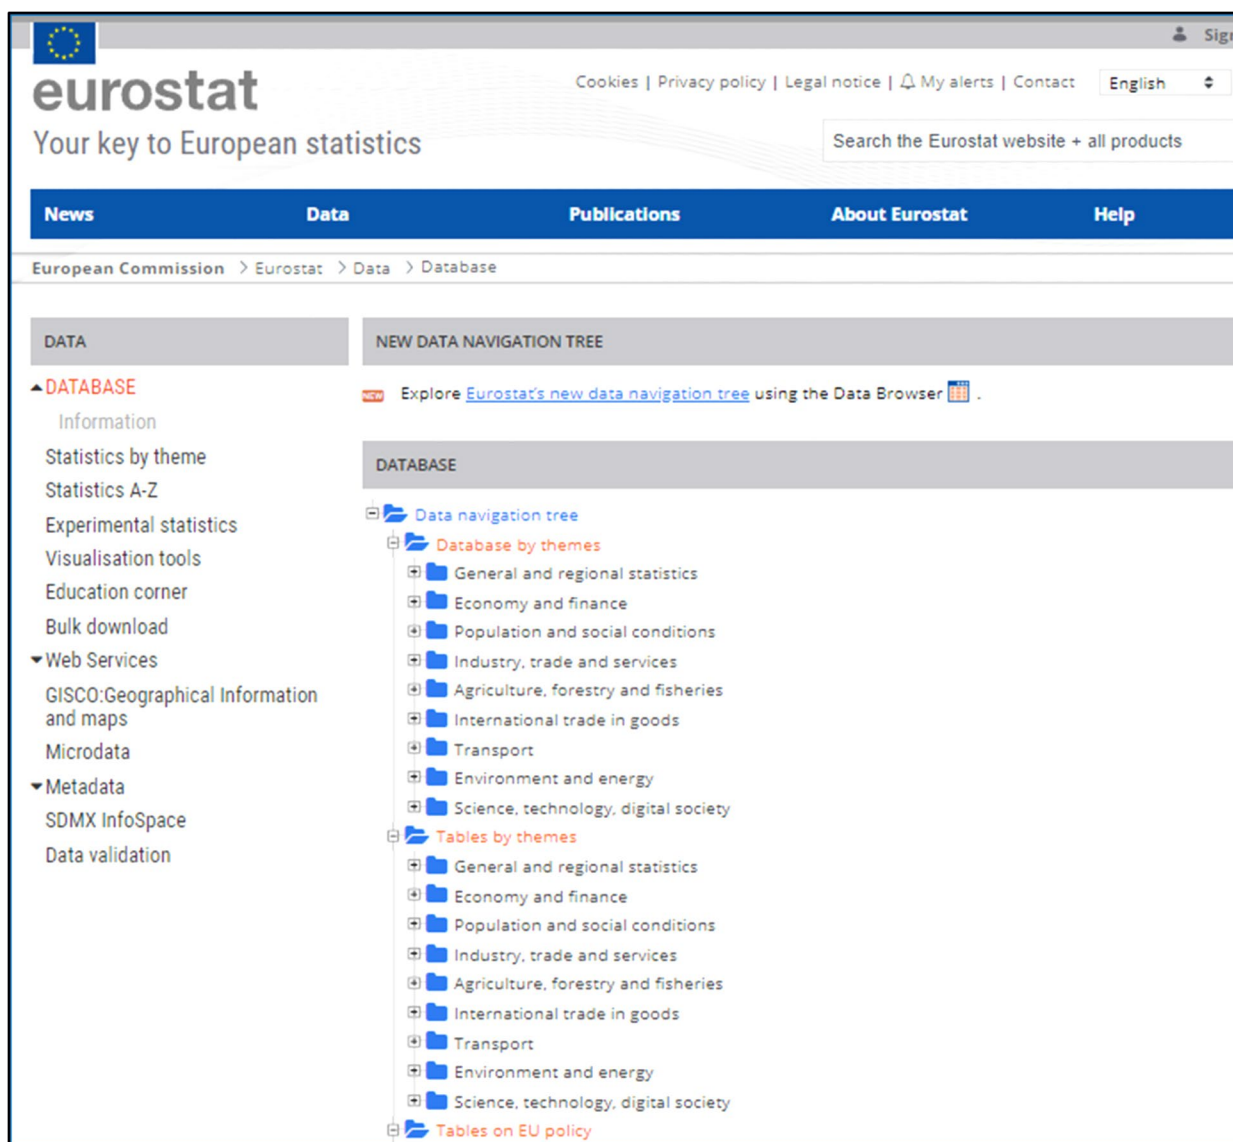 Sign
eurostat
Cookies | Privacy policy | Legal notice | My alerts | Contact English
Your key to European statistics
Search the Eurostat website + all products
News Data Publications About Eurostat Help
European Commission > Eurostat > Data > Database
DATA
DATABASE
Information
Statistics by theme
Statistics A-Z
Experimental statistics
Visualisation tools
Education corner
Bulk download
Web Services
GISCO:Geographical Information
and maps
Microdata
Metadata
SDMX InfoSpace
Data validation
NEW DATA NAVIGATION TREE
NEW Explore Eurostat's new data navigation tree using the Data Browser .
DATABASE
Data navigation tree
Database by themes
General and regional statistics
Economy and finance
Population and social conditions
Industry, trade and services
Agriculture, forestry and fisheries
International trade in goods
Transport
Environment and energy
Science, technology, digital society
Tables by themes
General and regional statistics
Economy and finance
Population and social conditions
Industry, trade and services
Agriculture, forestry and fisheries
International trade in goods
Transport
Environment and energy
Science, technology, digital society
Tables on EU policy